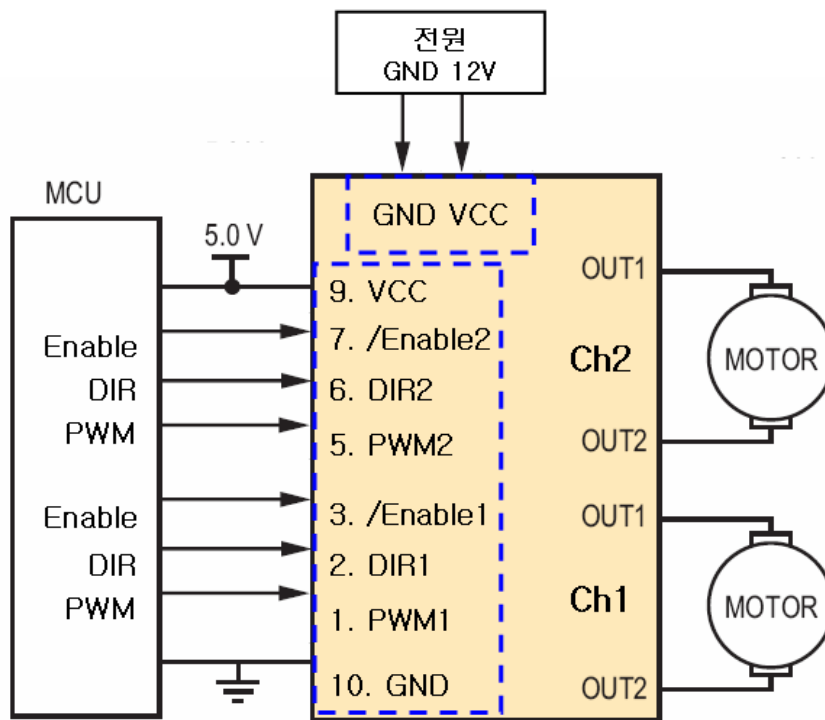 전원
GND 12V
MCU
5.0 V
GND VCC
9. VCC
7. /Enable2
6. DIR2
5. PWM2
3. /Enable1
2. DIR1
1. PWM1
10. GND
Enable
DIR
PWM
Enable
DIR
PWM
OUT1
Ch2
OUT2
MOTOR
OUT1
Ch1
OUT2
MOTOR